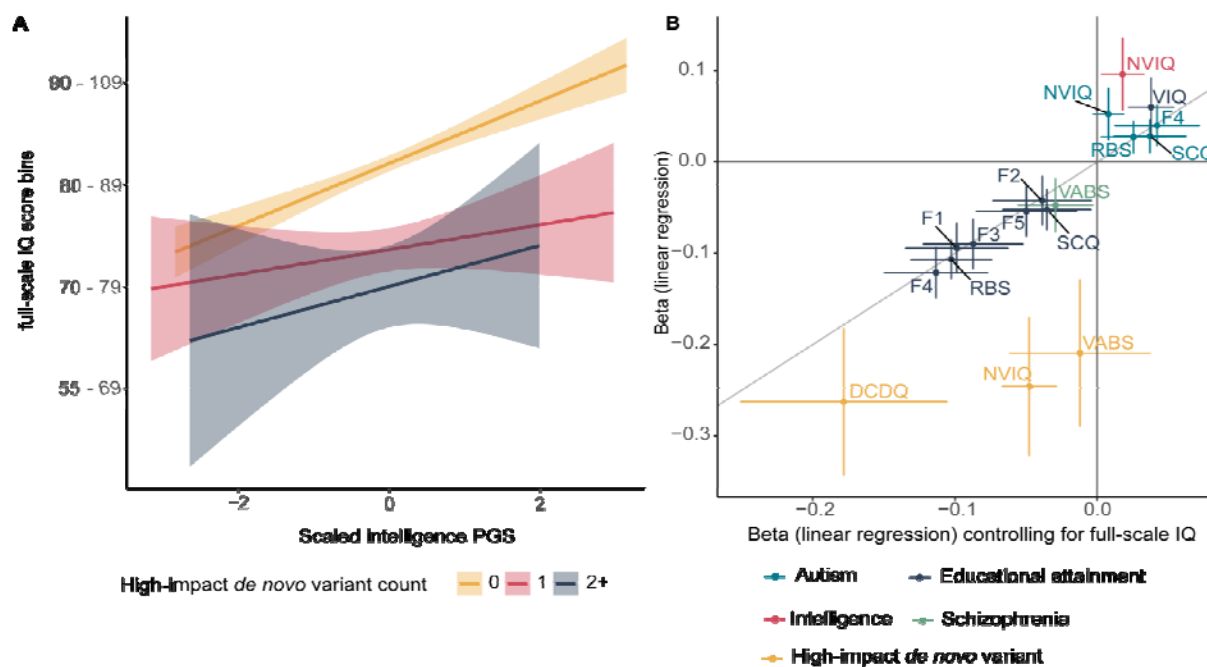 A
full-scale IQ score bins
90 - 109
80 - 89
70 - 79
55 - 69
−2
0
2
Scaled Intelligence PGS
High-impact de novo variant count
0
1
2+
B
Beta (linear regression)
0.1
0.0
−0.1
−0.2
−0.3
NVIQ
NVIQ
VIQ
F4
RBS
SCQ
F2
VABS
F5
SCQ
F1
F3
F4
RBS
VABS
NVIQ
DCDQ
−0.2
−0.1
0.0
Beta (linear regression) controlling for full-scale IQ
Autism
Educational attainment
Intelligence
Schizophrenia
High-impact de novo variant